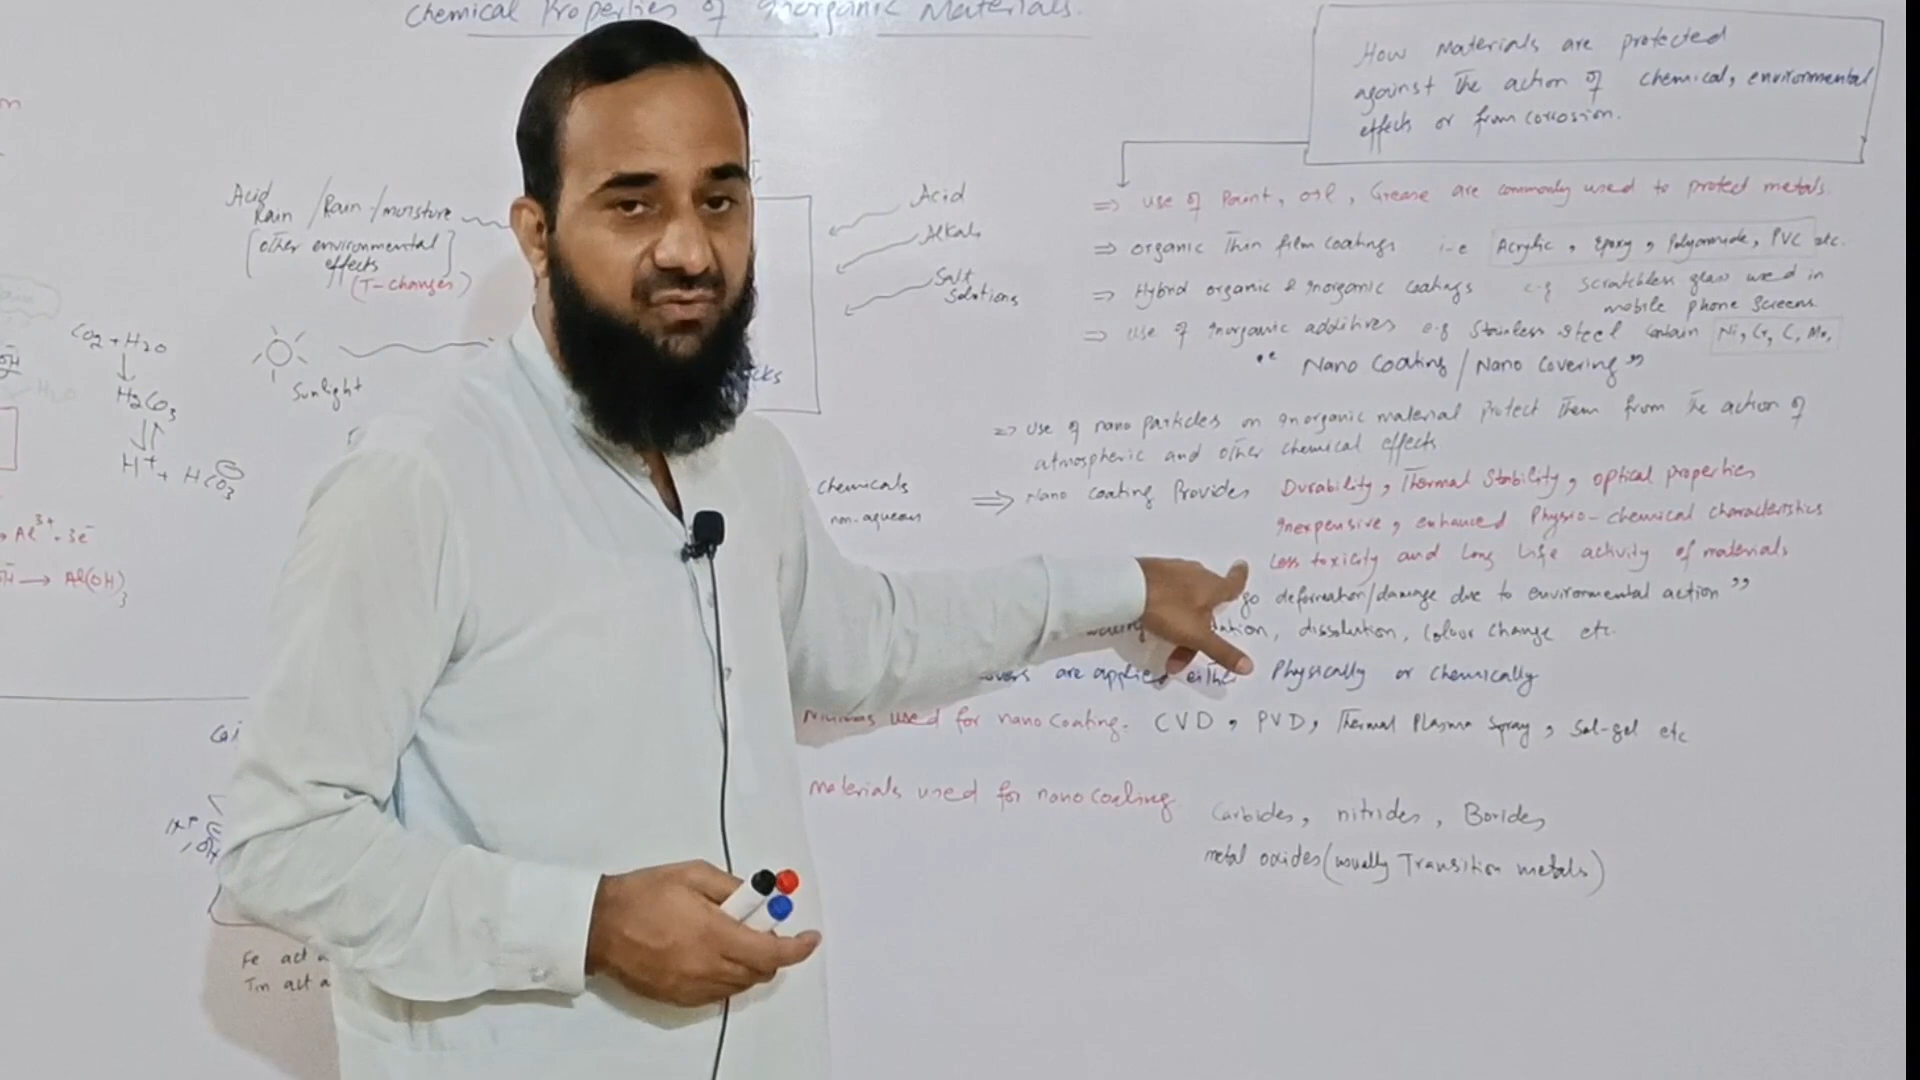 Chemical Properties of Inorganic Materials.
How Materials are protected
against The action of chemical, environmental
effects or from corrosion.
⇒ use of Paint, oil, Grease are commonly used to protect metals.
⇒ organic Thin film coatings i-e Acrylic, Epoxy, Polyamide, PVC etc.
⇒ Hybrid organic & Inorganic coatings e.g Scratchless glass used in
mobile phone screens.
⇒ use of Inorganic additives e.g Stainless Steel contain Ni, Cr, C, Mo,
" Nano Coating / Nano Covering "
⇒ use of nano particles on Inorganic material Protect Them from The action of
atmospheric and other chemical effects
⇒ Nano coating Provides Durability, Thermal Stability, optical properties
Inexpensive, enhanced Physio-chemical characteristics
Less toxicity and Long Life activity of materials
go deformation/damage due to environmental action "
dissolution, Colour change etc.
are applied either Physically or Chemically
used for nano coating. CVD, PVD, Thermal Plasma Spray, Sol-gel etc
materials used for nano coating Carbides, nitrides, Borides
metal oxides (usually Transition metals)
Acid
Rain / Rain / moisture
[other environmental
effects]
(T-changes)
Sunlight
Acid
Alkali
Salt
Solutions
chemicals
non-aqueous
CO2 + H2O
↓
H2CO3
H+ + HCO3⊖
Al3+ + 3e-
→ Al(OH)3
Fe act a
Tin act a